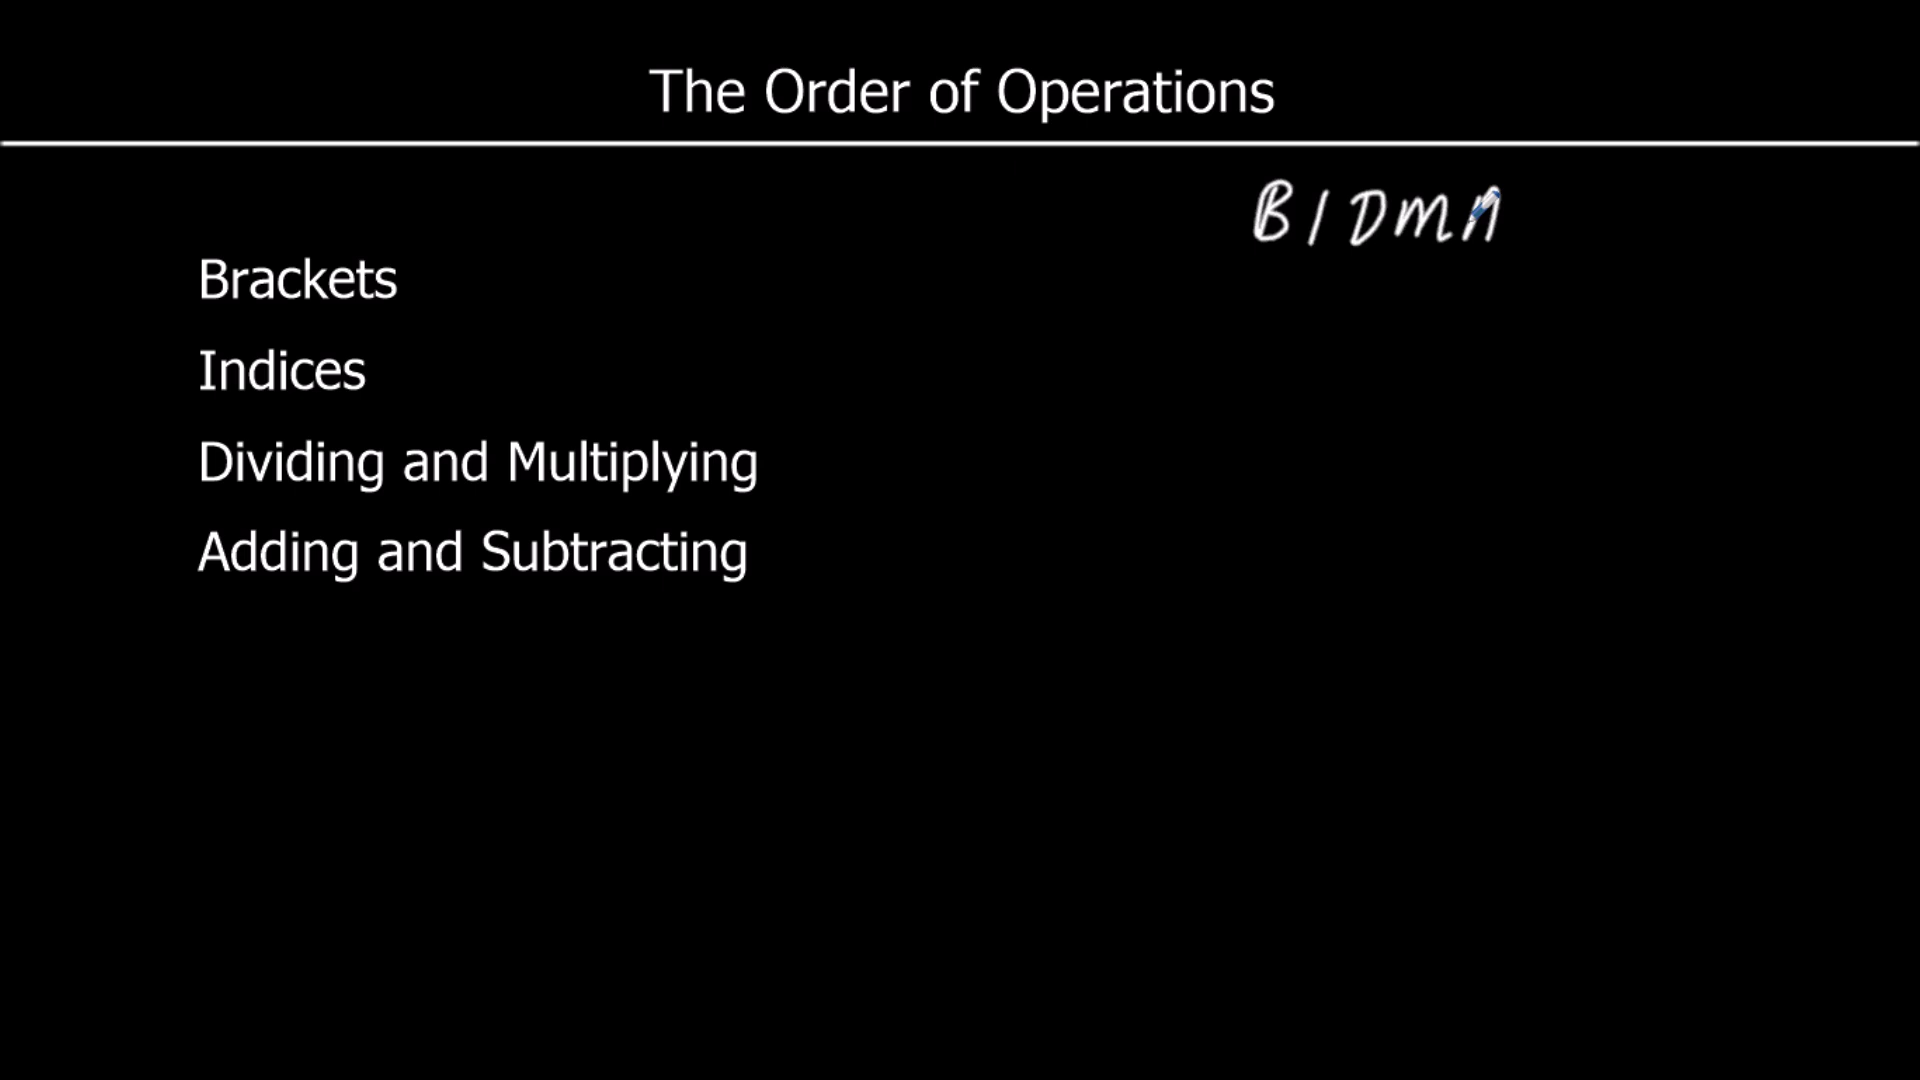 The Order of Operations
BIDMA
Brackets
Indices
Dividing and Multiplying
Adding and Subtracting